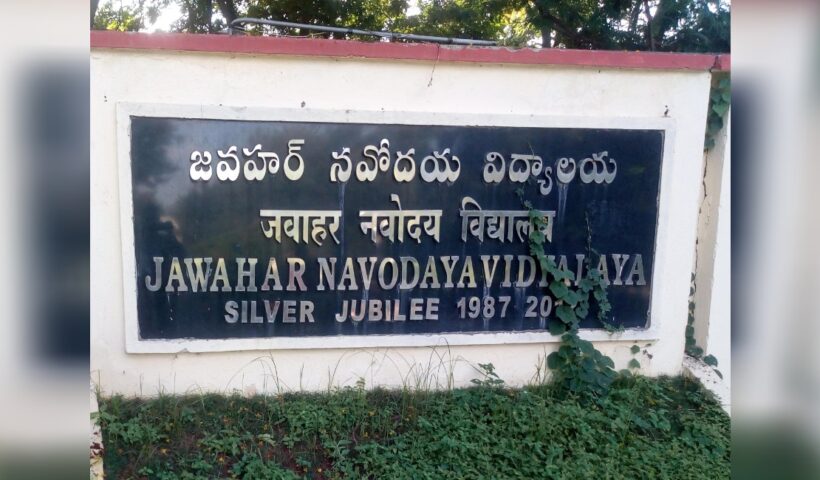 జవహర్ నవోదయ విద్యాలయ
जवाहर नवोदय विद्यालय
JAWAHAR NAVODAYA VIDYALAYA
SILVER JUBILEE 1987